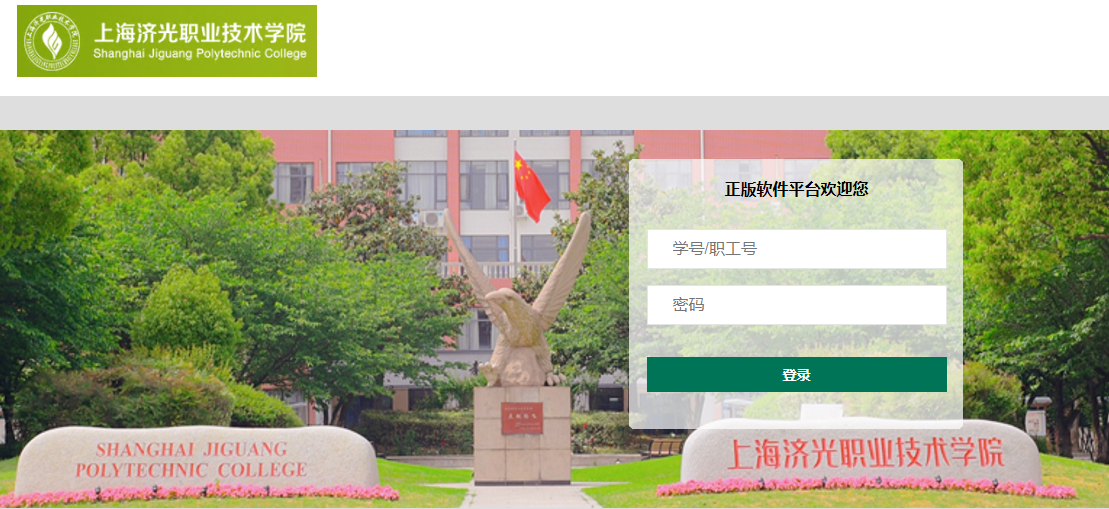 上海济光职业技术学院
Shanghai Jiguang Polytechnic College
正版软件平台欢迎您
学号/职工号
密码
登录
SHANGHAI JIGUANG
POLYTECHNIC COLLEGE
上海济光职业技术学院